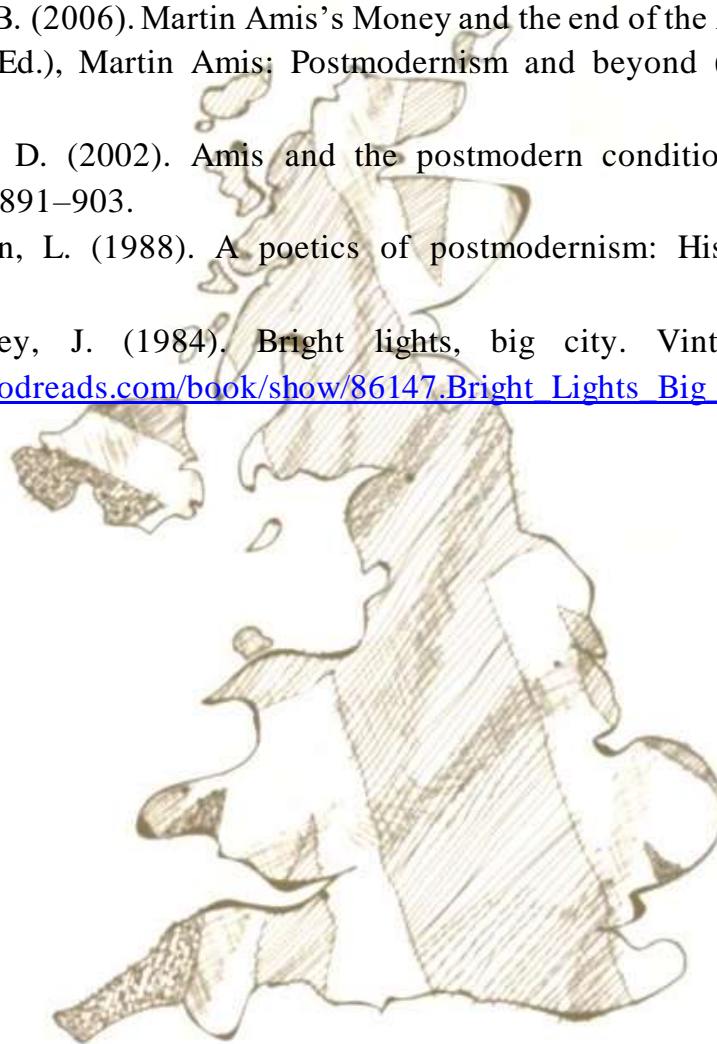 B. (2006). Martin Amis’s Money and the end of the
Ed.), Martin Amis: Postmodernism and beyond (
D. (2002). Amis and the postmodern conditio
891–903.
n, L. (1988). A poetics of postmodernism: His
ey, J. (1984). Bright lights, big city. Vint
odreads.com/book/show/86147.Bright_Lights_Big_